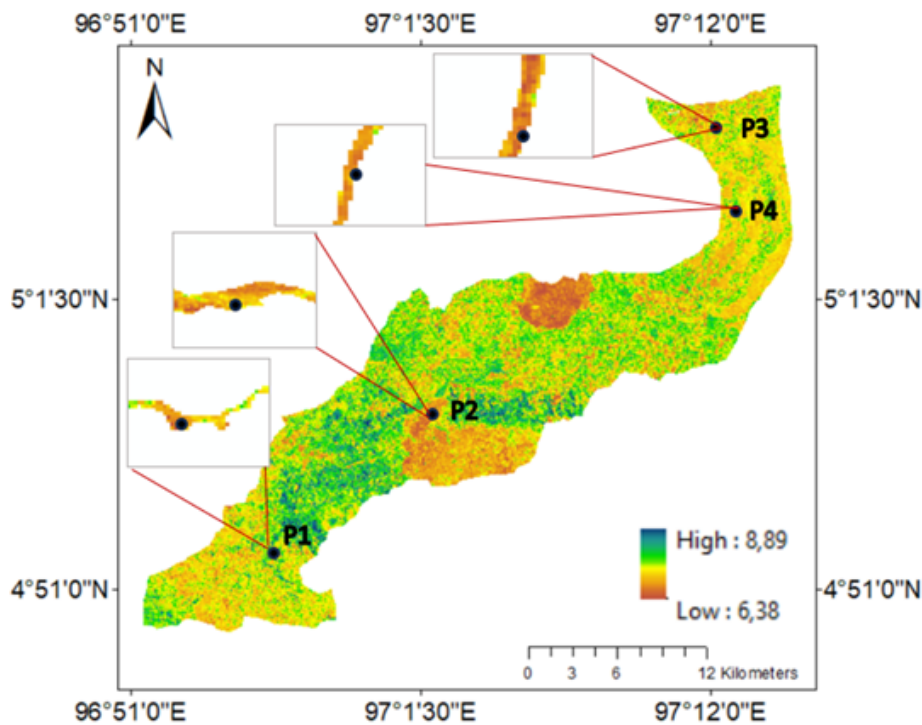 96°51'0"E 97°1'30"E 97°12'0"E
N
P3
P4
5°1'30"N 5°1'30"N
P2
P1
High : 8,89
4°51'0"N 4°51'0"N
Low : 6,38
0 3 6 12 Kilometers
96°51'0"E 97°1'30"E 97°12'0"E